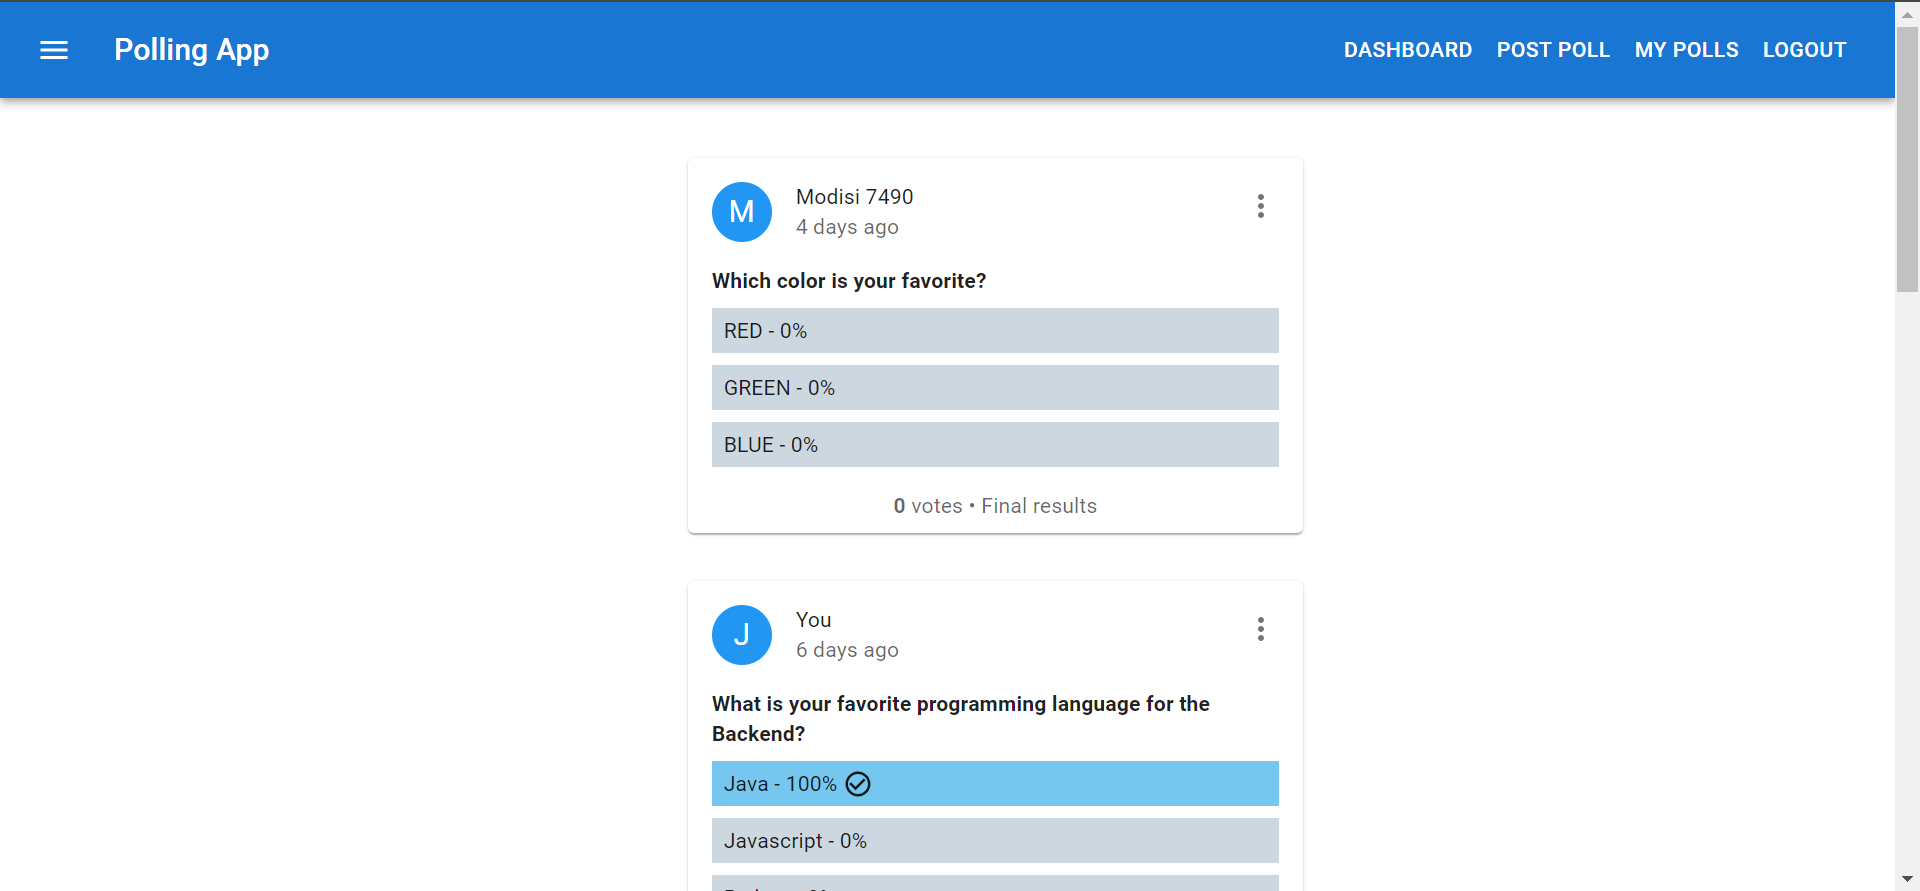 Polling App
DASHBOARD POST POLL MY POLLS LOGOUT
M
Modisi 7490
4 days ago
Which color is your favorite?
RED - 0%
GREEN - 0%
BLUE - 0%
0 votes • Final results
J
You
6 days ago
What is your favorite programming language for the
Backend?
Java - 100%
Javascript - 0%